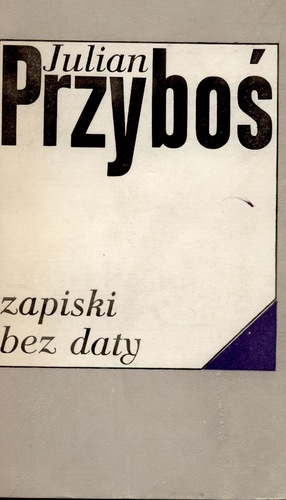 Julian
Przyboś
zapiski
bez daty